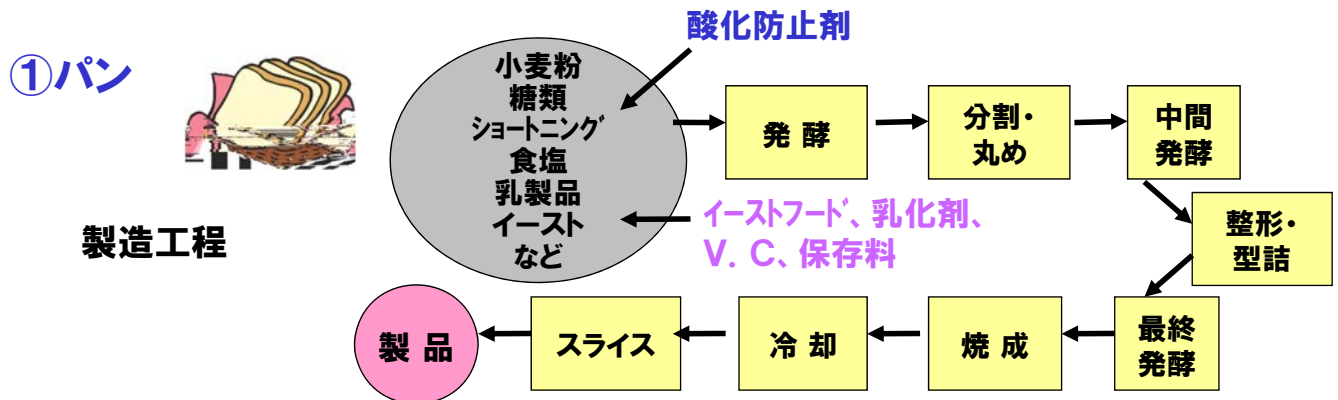 酸化防止剤
①パン
小麦粉
糖類
ショートニング
食塩
乳製品
イースト
など
発 酵
分割・
丸め
中間
発酵
イーストフード、乳化剤、
V. C、保存料
整形・
型詰
製造工程
最終
発酵
焼 成
冷 却
スライス
製 品